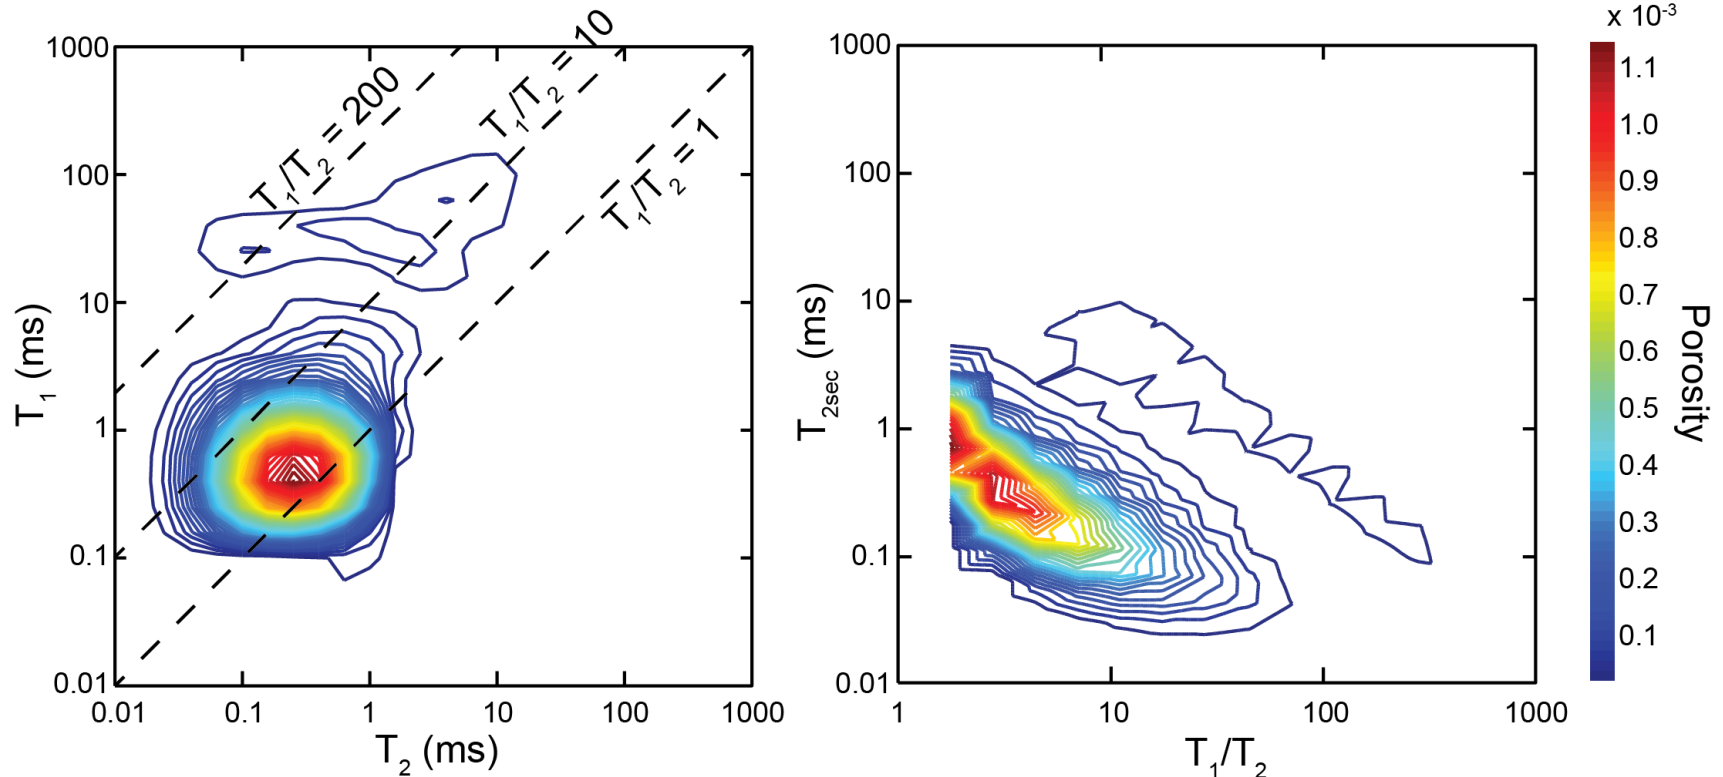 1000
100
10
1
0.1
0.01
T1 (ms)
0.01 0.1 1 10 100 1000
T2 (ms)
T1/T2 = 200
T1/T2 = 10
T1/T2 = 1
1000
100
10
1
0.1
0.01
T2sec (ms)
1 10 100 1000
T1/T2
x 10-3
1.1
1.0
0.9
0.8
0.7
0.6
0.5
0.4
0.3
0.2
0.1
Porosity